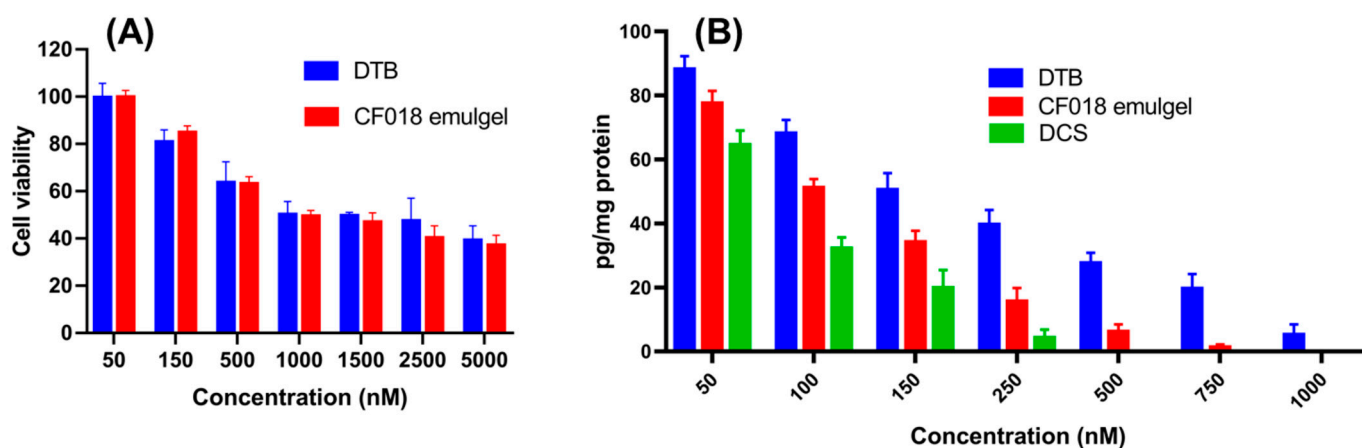 (A)
Cell viability
120
100
80
60
40
20
0
DTB
CF018 emulgel
50 150 500 1000 1500 2500 5000
Concentration (nM)
(B)
pg/mg protein
100
80
60
40
20
0
DTB
CF018 emulgel
DCS
50 100 150 250 500 750 1000
Concentration (nM)